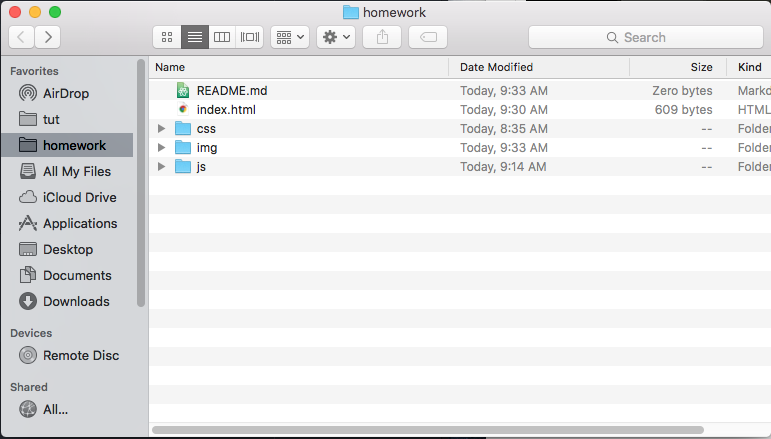 homework
Search
Favorites
AirDrop
tut
homework
All My Files
iCloud Drive
Applications
Desktop
Documents
Downloads
Devices
Remote Disc
Shared
All...
Name Date Modified Size Kind
README.md Today, 9:33 AM Zero bytes Markd
index.html Today, 9:30 AM 609 bytes HTML
css Today, 8:35 AM -- Folder
img Today, 9:33 AM -- Folder
js Today, 9:14 AM -- Folder